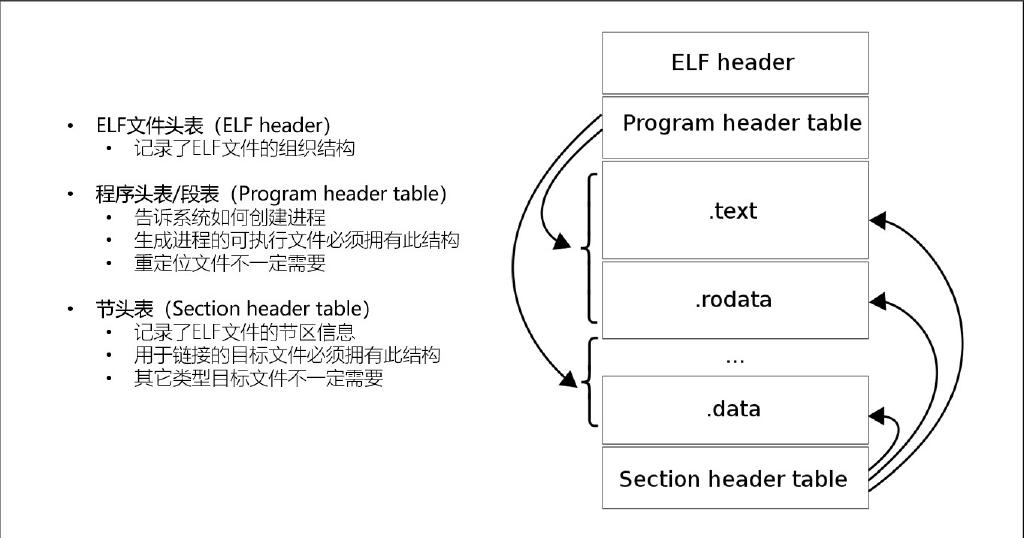 ELF文件头表（ELF header）
记录了ELF文件的组织结构
程序头表/段表（Program header table）
告诉系统如何创建进程
生成进程的可执行文件必须拥有此结构
重定位文件不一定需要
节头表（Section header table）
记录了ELF文件的节区信息
用于链接的目标文件必须拥有此结构
其它类型目标文件不一定需要
ELF header
Program header table
.text
.rodata
...
.data
Section header table